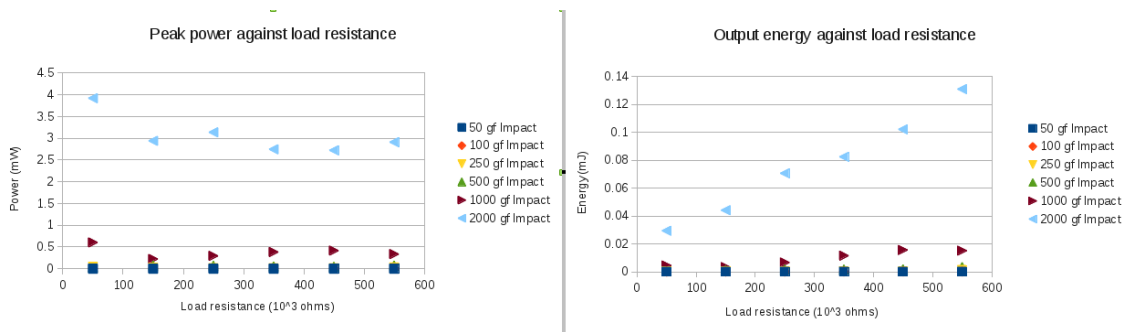 Peak power against load resistance
4.5
4
3.5
3
2.5
2
1.5
1
0.5
0
Power (mW)
0 100 200 300 400 500 600
Load resistance (10^3 ohms)
50 gf Impact
100 gf Impact
250 gf Impact
500 gf Impact
1000 gf Impact
2000 gf Impact
Output energy against load resistance
0.14
0.12
0.1
0.08
0.06
0.04
0.02
0
Energy (mJ)
0 100 200 300 400 500 600
Load resistance (10^3 ohms)
50 gf Impact
100 gf Impact
250 gf Impact
500 gf Impact
1000 gf Impact
2000 gf Impact